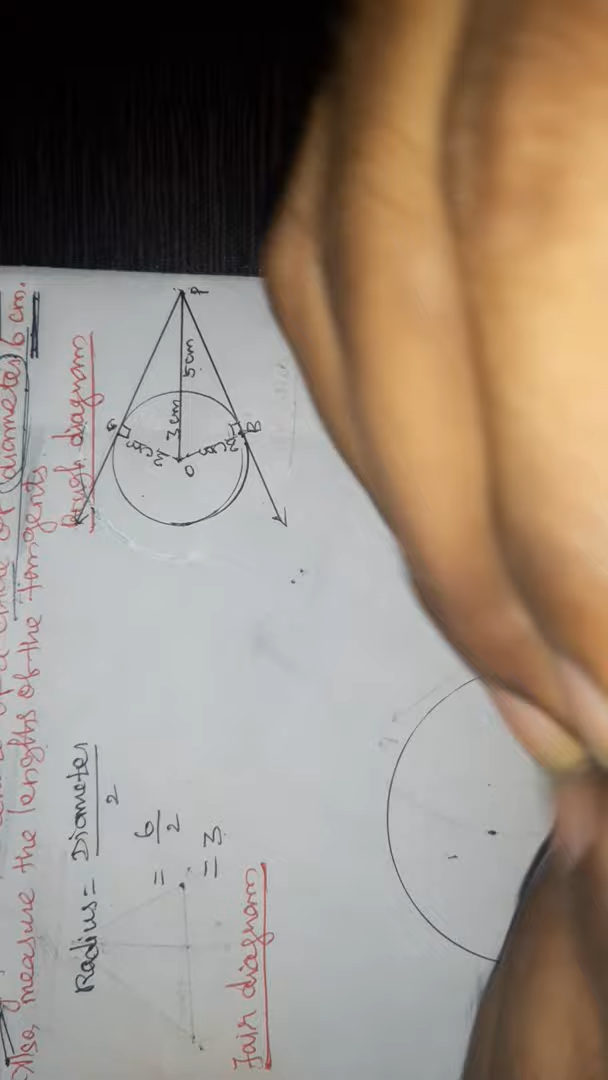 (diameter) 6 cm.
Also, measure the lengths of the tangents
Rough diagram
P
5 cm
3 cm
B
O
Radius = Diameter
2
= 6
2
= 3
Fair diagram